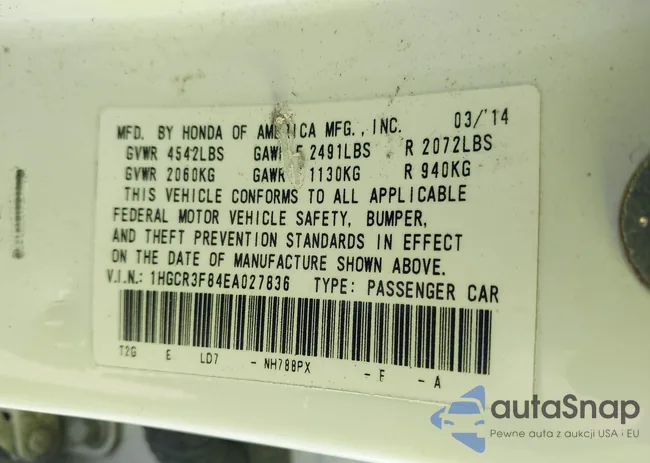 MFD. BY HONDA OF AMERICA MFG., INC. 03/'14
GVWR 4542LBS GAWR F 2491LBS R 2072LBS
GVWR 2060KG GAWR 1130KG R 940KG
THIS VEHICLE CONFORMS TO ALL APPLICABLE
FEDERAL MOTOR VEHICLE SAFETY, BUMPER,
AND THEFT PREVENTION STANDARDS IN EFFECT
ON THE DATE OF MANUFACTURE SHOWN ABOVE.
V.I.N.: 1HGCR3F84EA027836 TYPE: PASSENGER CAR
T2G E LD7 - NH788PX - F - A
autaSnap
Pewne auta z aukcji USA i EU